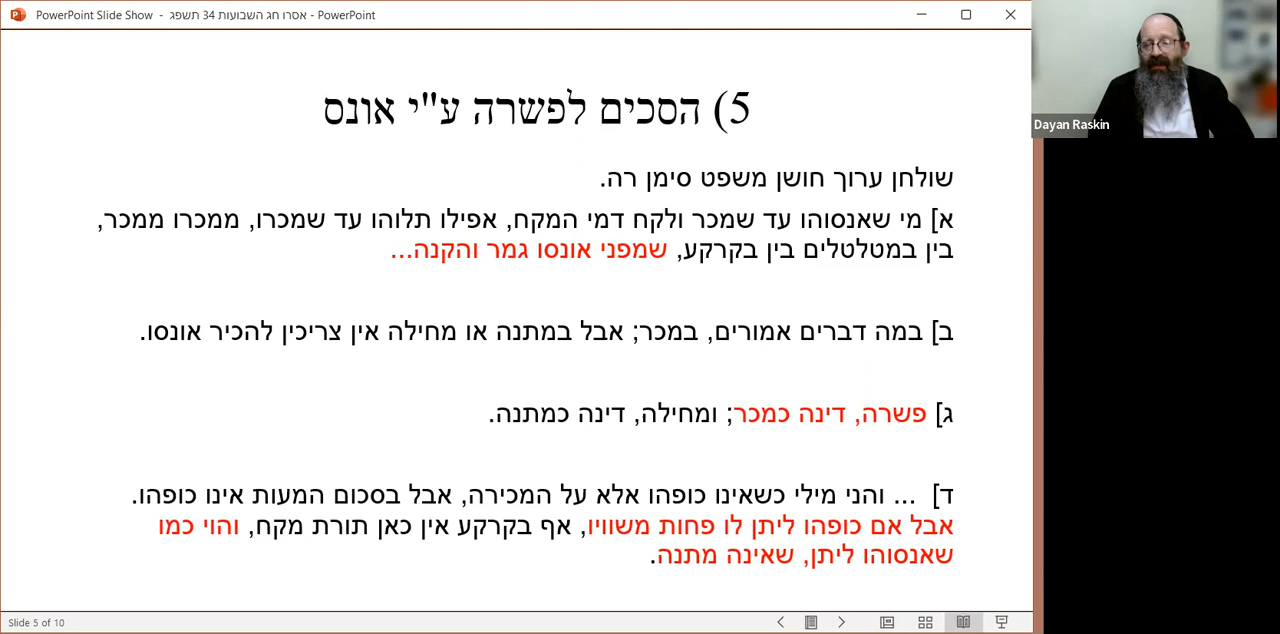 PowerPoint Slide Show - אסרו חג השבועות 34 תשפג - PowerPoint
Dayan Raskin
5) הסכים לפשרה ע"י אונס
שולחן ערוך חושן משפט סימן רה.
א] מי שאנסוהו עד שמכר ולקח דמי המקח, אפילו תלוהו עד שמכרו, ממכרו ממכר,
בין במטלטלים בין בקרקע, שמפני אונסו גמר והקנה...
ב] במה דברים אמורים, במכר; אבל במתנה או מחילה אין צריכין להכיר אונסו.
ג] פשרה, דינה כמכר; ומחילה, דינה כמתנה.
ד] ... והני מילי כשאינו כופהו אלא על המכירה, אבל בסכום המעות אינו כופהו.
אבל אם כופהו ליתן לו פחות משוויו, אף בקרקע אין כאן תורת מקח, והוי כמו
שאנסוהו ליתן, שאינה מתנה.
Slide 5 of 10